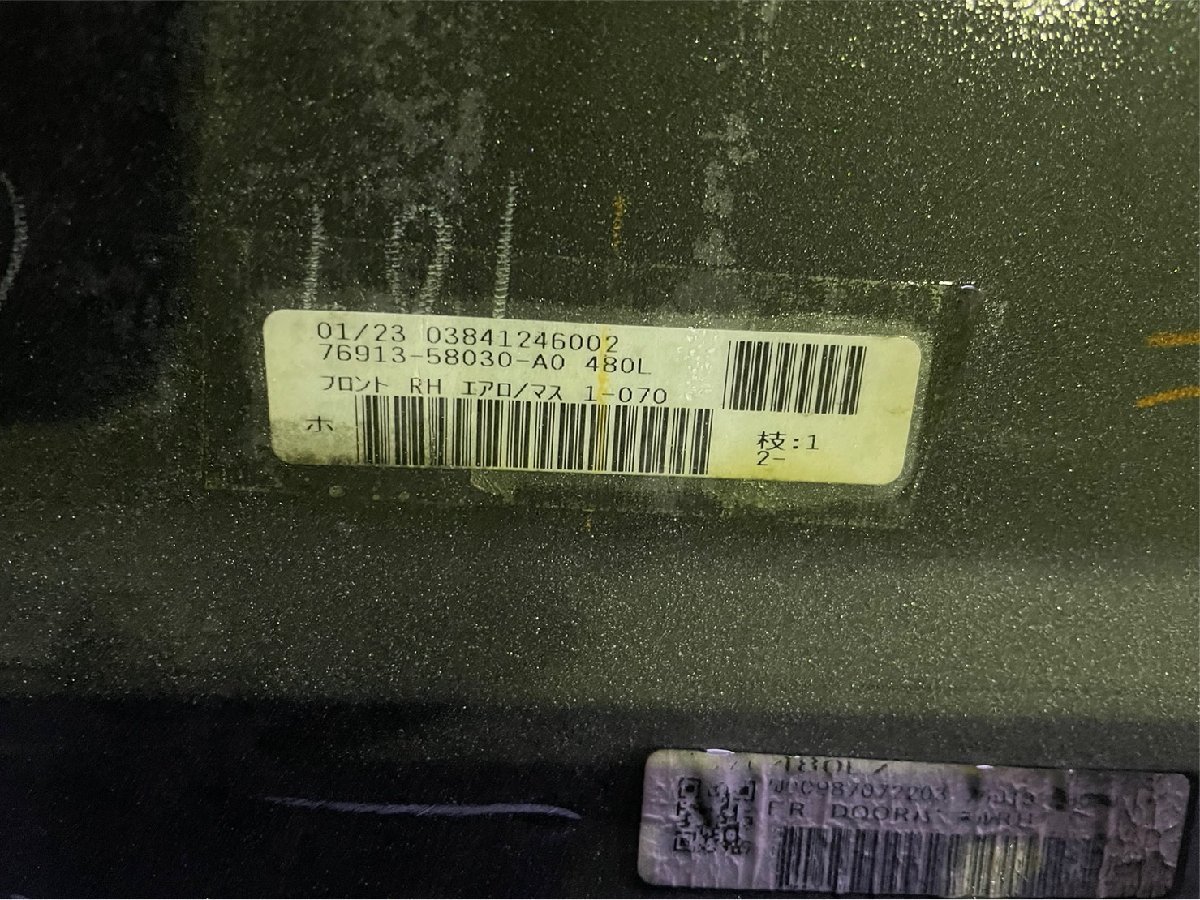 01/23 03841246002
76913-58030-A0 480L
フロント RH エアロ/マス 1-070
ホ
枝:1
2-
480L
FR DOOR